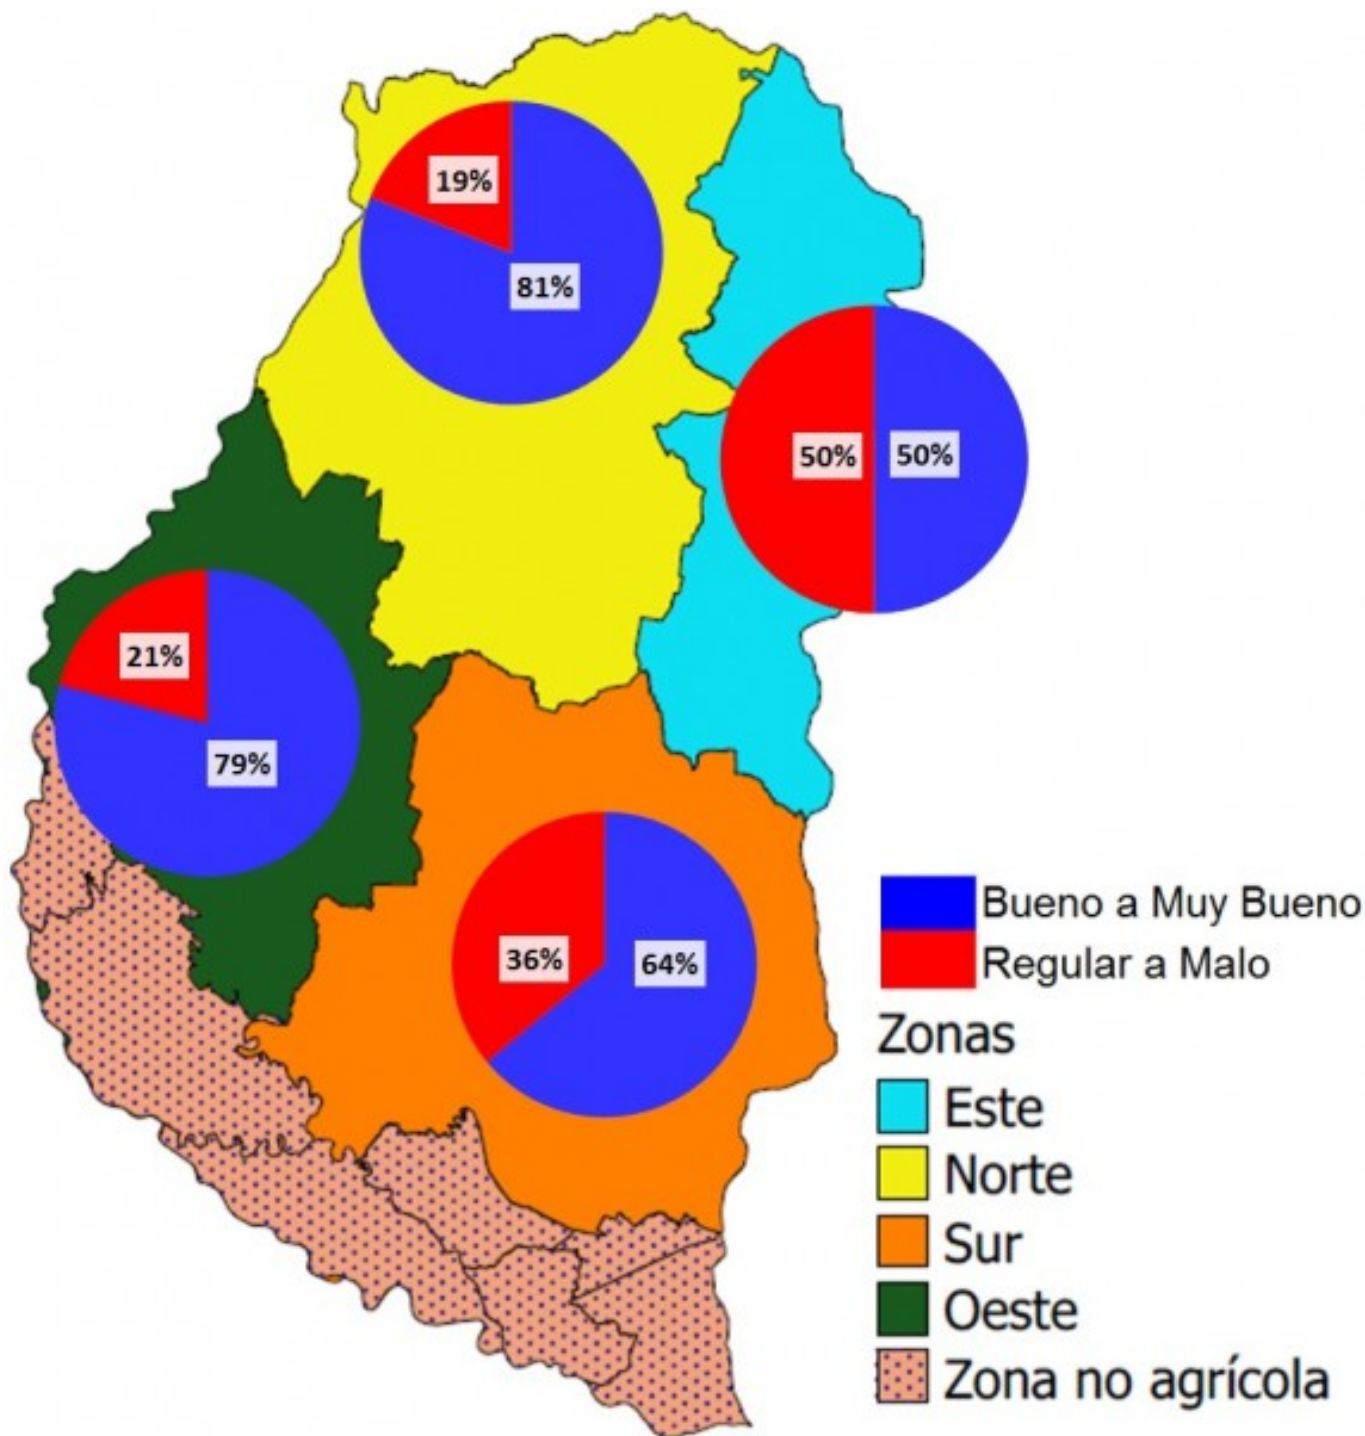 19%
81%
50% 50%
21%
79%
36% 64%
Bueno a Muy Bueno
Regular a Malo
Zonas
Este
Norte
Sur
Oeste
Zona no agrícola